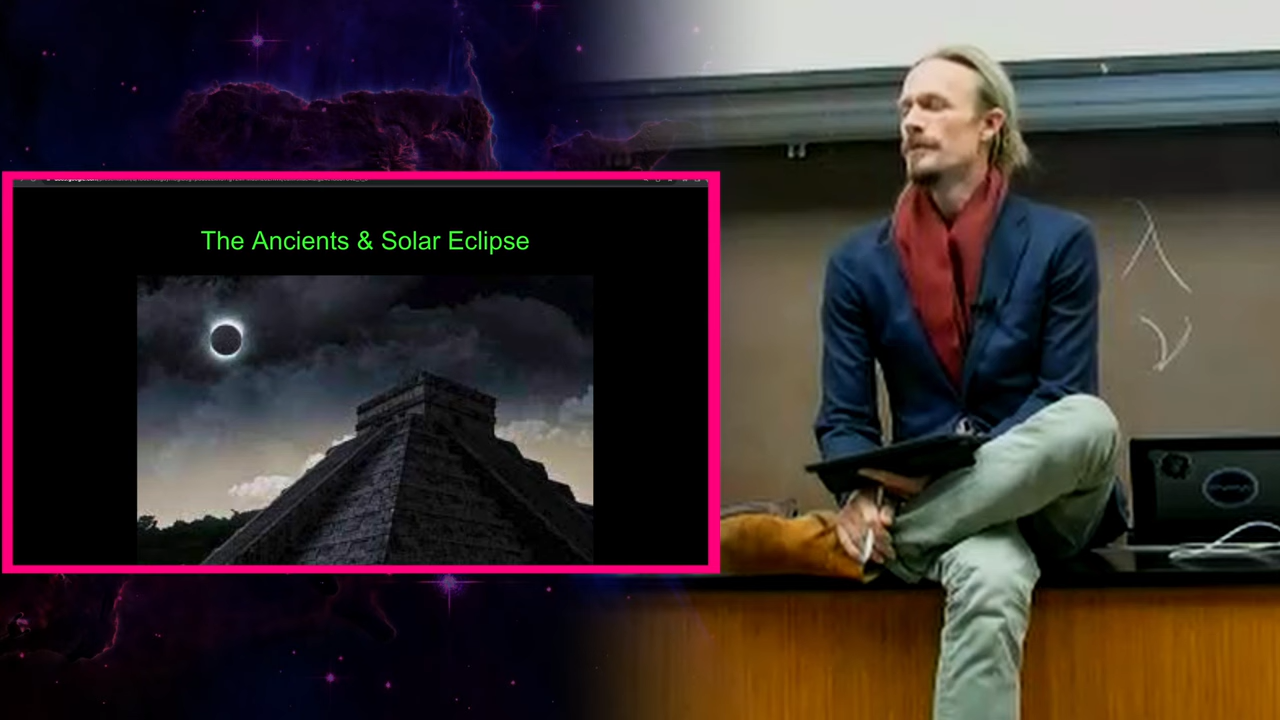 The Ancients & Solar Eclipse
λ
ν